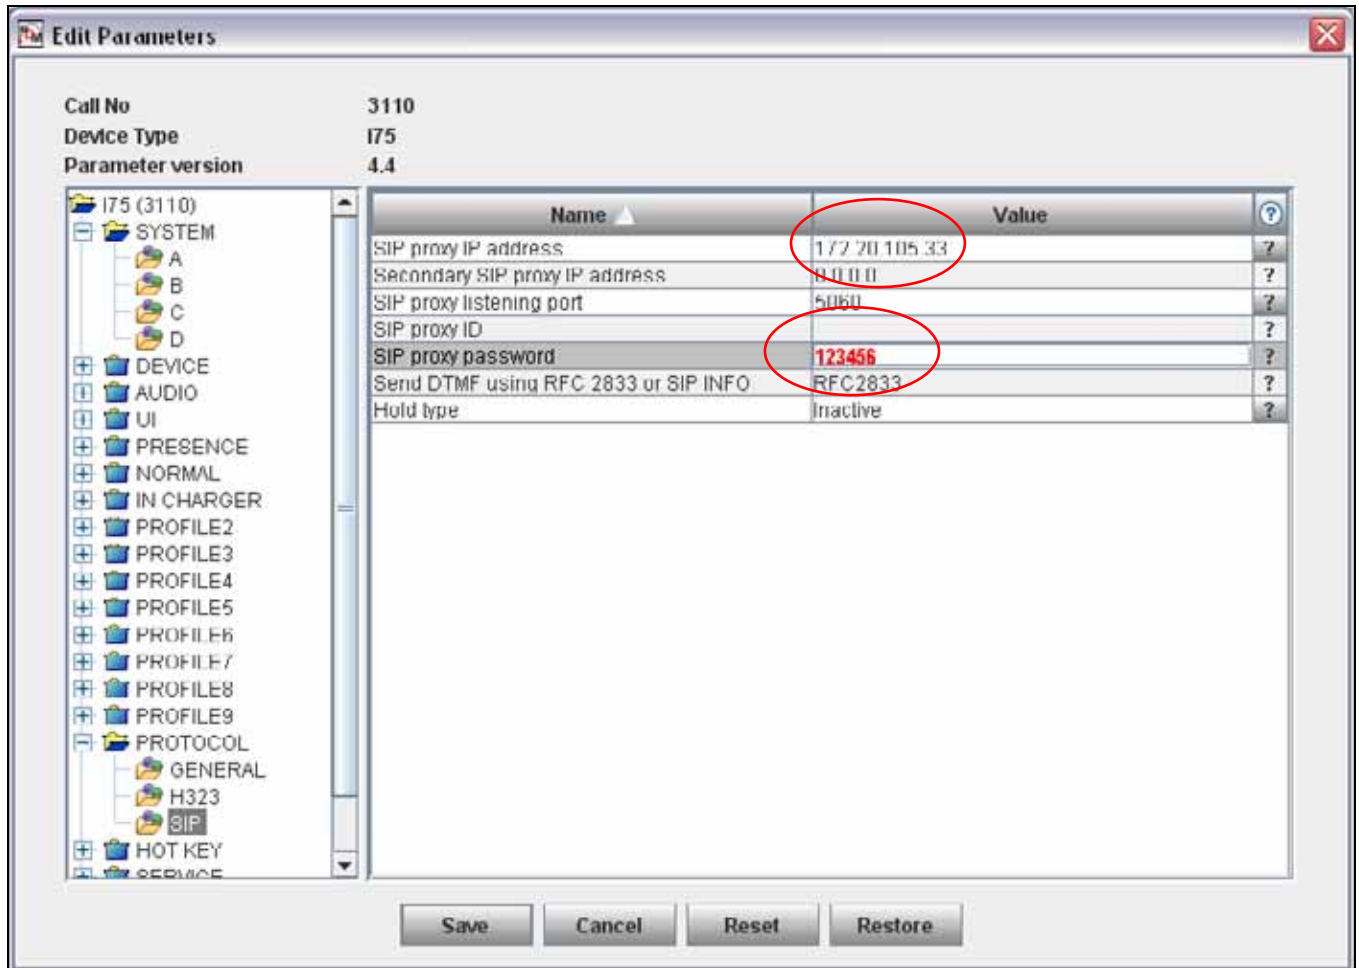 Edit Parameters
Call No 3110
Device Type I75
Parameter version 4.4
I75 (3110)
SYSTEM
A
B
C
D
DEVICE
AUDIO
UI
PRESENCE
NORMAL
IN CHARGER
PROFILE2
PROFILE3
PROFILE4
PROFILE5
PROFILE6
PROFILE7
PROFILE8
PROFILE9
PROTOCOL
GENERAL
H323
SIP
HOT KEY
SERVICE
Name Value ?
SIP proxy IP address 172.20.105.33 ?
Secondary SIP proxy IP address 0.0.0.0 ?
SIP proxy listening port 5060 ?
SIP proxy ID ?
SIP proxy password 123456 ?
Send DTMF using RFC 2833 or SIP INFO RFC2833 ?
Hold type Inactive ?
Save Cancel Reset Restore